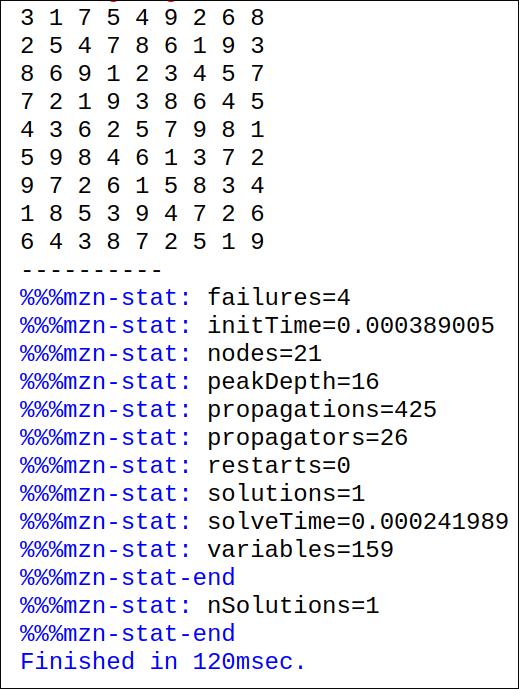 3 1 7 5 4 9 2 6 8
2 5 4 7 8 6 1 9 3
8 6 9 1 2 3 4 5 7
7 2 1 9 3 8 6 4 5
4 3 6 2 5 7 9 8 1
5 9 8 4 6 1 3 7 2
9 7 2 6 1 5 8 3 4
1 8 5 3 9 4 7 2 6
6 4 3 8 7 2 5 1 9
----------
%%%mzn-stat: failures=4
%%%mzn-stat: initTime=0.000389005
%%%mzn-stat: nodes=21
%%%mzn-stat: peakDepth=16
%%%mzn-stat: propagations=425
%%%mzn-stat: propagators=26
%%%mzn-stat: restarts=0
%%%mzn-stat: solutions=1
%%%mzn-stat: solveTime=0.000241989
%%%mzn-stat: variables=159
%%%mzn-stat-end
%%%mzn-stat: nSolutions=1
%%%mzn-stat-end
Finished in 120msec.